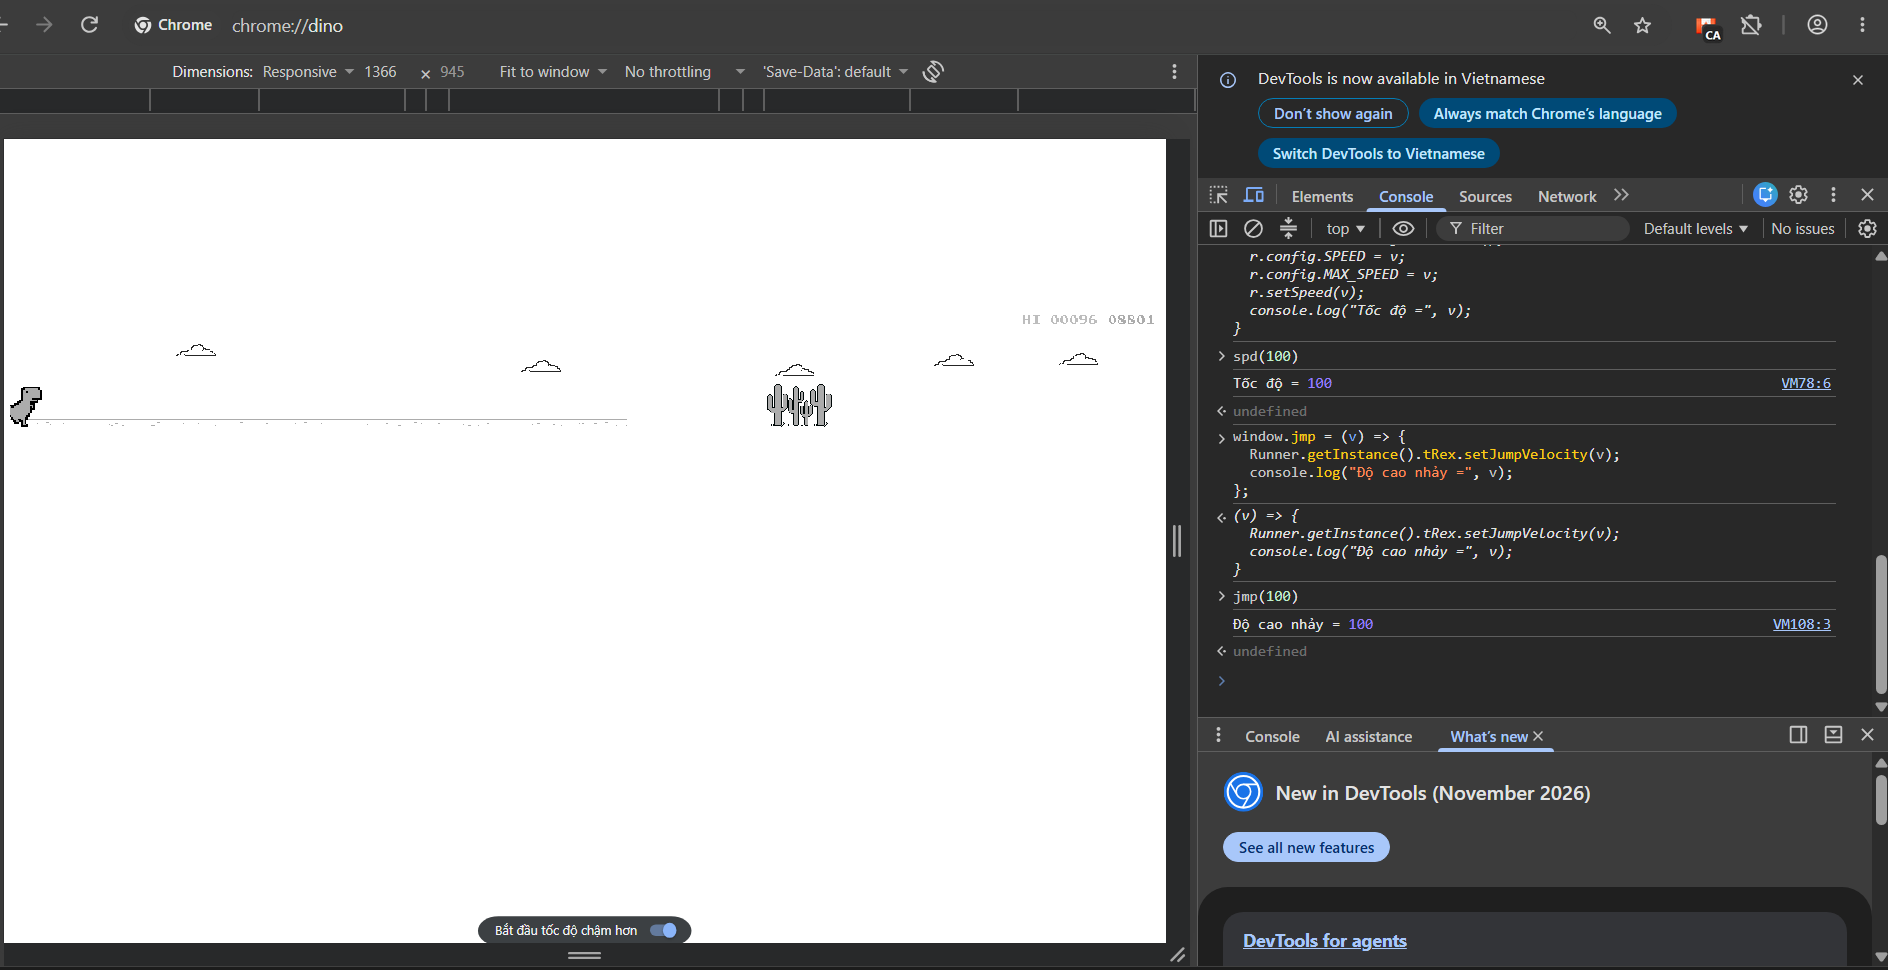 Chrome
chrome://dino
CA
Dimensions: Responsive 1366 × 945 Fit to window No throttling 'Save-Data': default
HI 00096 08801
Bắt đầu tốc độ chậm hơn
DevTools is now available in Vietnamese
Don't show again
Always match Chrome's language
Switch DevTools to Vietnamese
Elements Console Sources Network
top Filter Default levels No issues
r.config.SPEED = v;
r.config.MAX_SPEED = v;
r.setSpeed(v);
console.log("Tốc độ =", v);
}
spd(100)
Tốc độ = 100 VM78:6
undefined
window.jmp = (v) => {
Runner.getInstance().tRex.setJumpVelocity(v);
console.log("Độ cao nhảy =", v);
};
(v) => {
Runner.getInstance().tRex.setJumpVelocity(v);
console.log("Độ cao nhảy =", v);
}
jmp(100)
Độ cao nhảy = 100 VM108:3
undefined
Console AI assistance What's new
New in DevTools (November 2026)
See all new features
DevTools for agents